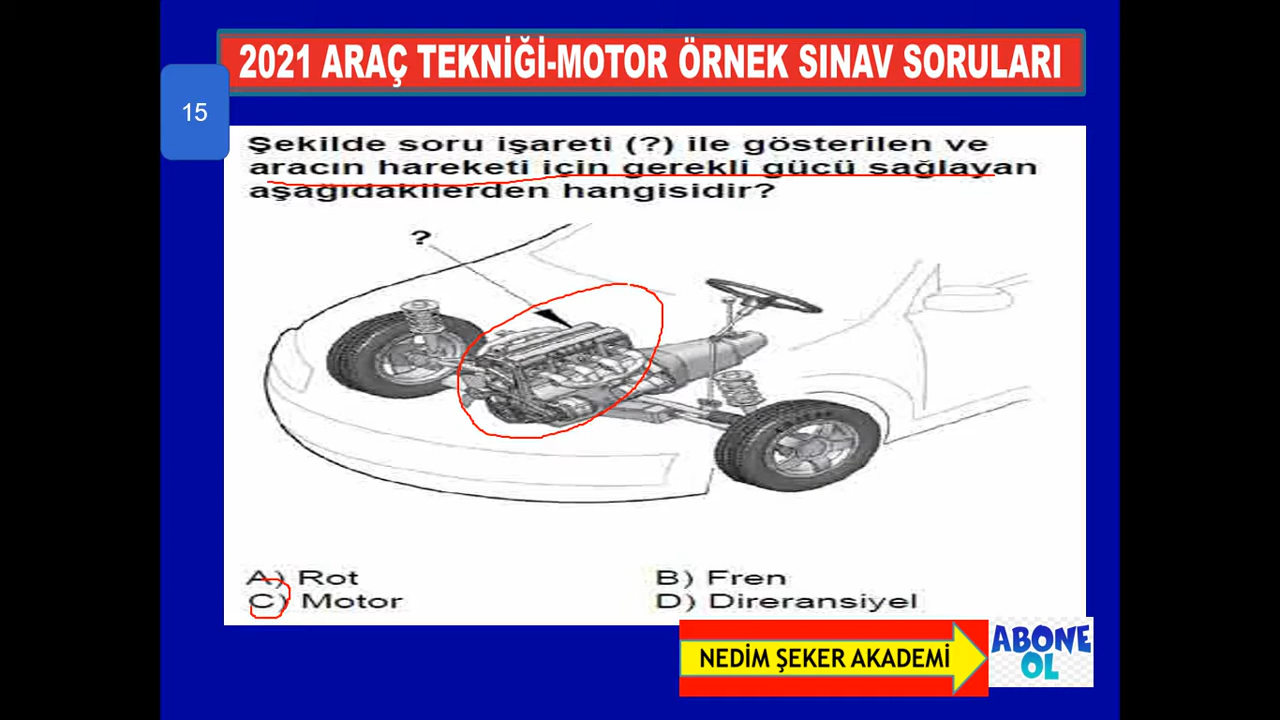 2021 ARAÇ TEKNİĞİ-MOTOR ÖRNEK SINAV SORULARI
15
Şekilde soru işareti (?) ile gösterilen ve
aracın hareketi için gerekli gücü sağlayan
aşağıdakilerden hangisidir?
?
A) Rot
B) Fren
C) Motor
D) Direransiyel
NEDİM ŞEKER AKADEMİ
ABONE
OL